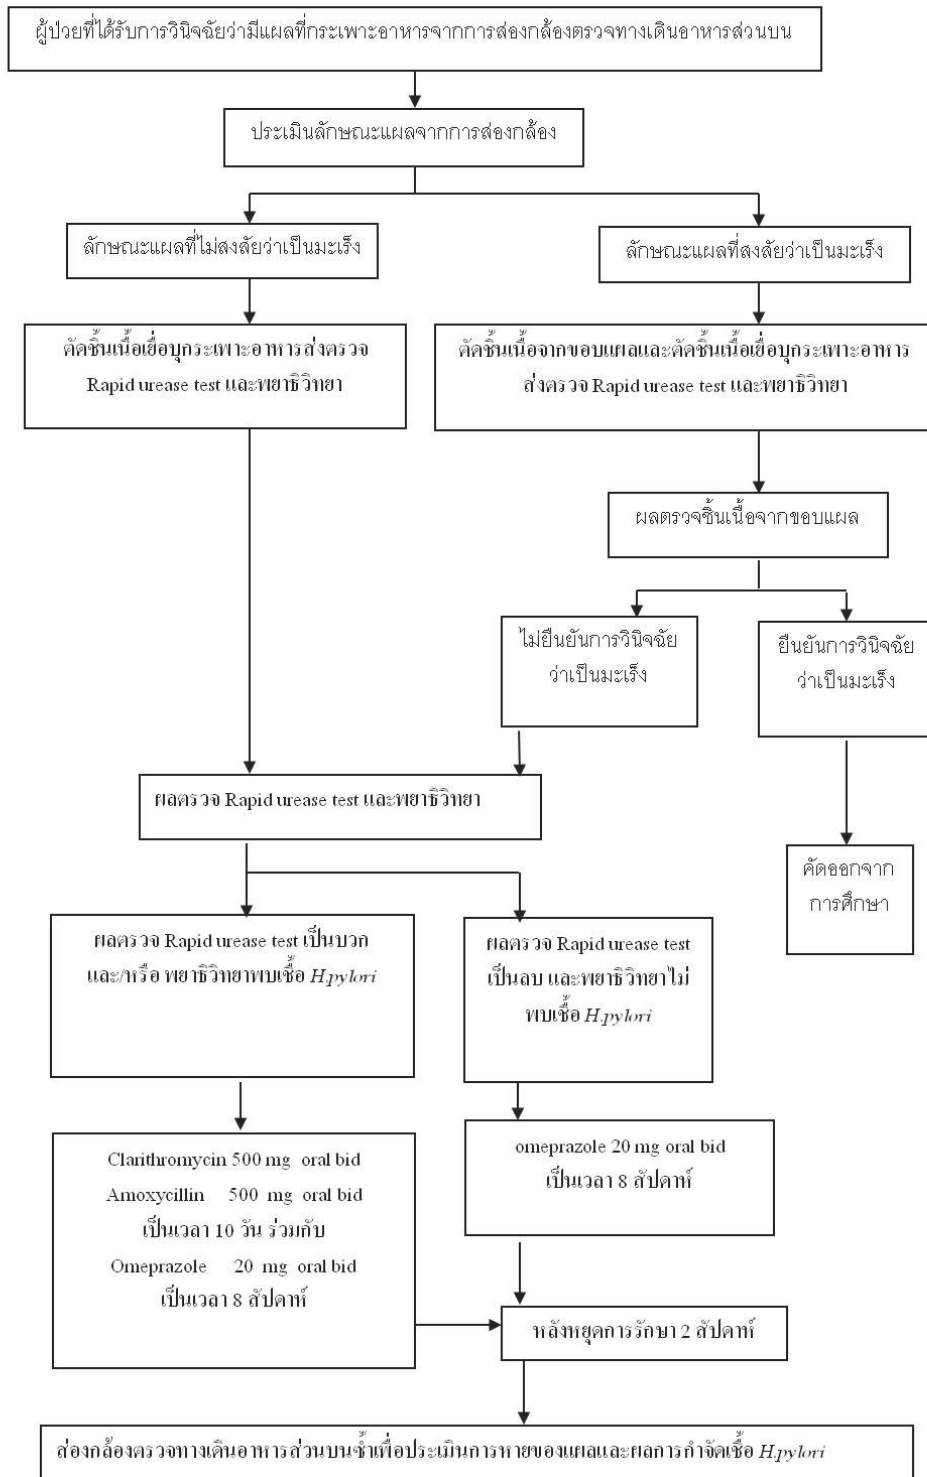 ผู้ป่วยที่ได้รับการวินิจฉัยว่ามีแผลที่กระเพาะอาหารจากการส่องกล้องตรวจทางเดินอาหารส่วนบน
ประเมินลักษณะแผลจากการส่องกล้อง
ลักษณะแผลที่ไม่สงสัยว่าเป็นมะเร็ง
ลักษณะแผลที่สงสัยว่าเป็นมะเร็ง
ตัดชิ้นเนื้อเยื่อบุกระเพาะอาหารส่งตรวจ
Rapid urease test และพยาธิวิทยา
ตัดชิ้นเนื้อจากขอบแผลและตัดชิ้นเนื้อเยื่อบุกระเพาะอาหาร
ส่งตรวจ Rapid urease test และพยาธิวิทยา
ผลตรวจชิ้นเนื้อจากขอบแผล
ไม่ยืนยันการวินิจฉัย
ว่าเป็นมะเร็ง
ยืนยันการวินิจฉัย
ว่าเป็นมะเร็ง
ผลตรวจ Rapid urease test และพยาธิวิทยา
คัดออกจาก
การศึกษา
ผลตรวจ Rapid urease test เป็นบวก
และ/หรือ พยาธิวิทยาพบเชื้อ H.pylori
ผลตรวจ Rapid urease test
เป็นลบ และพยาธิวิทยาไม่
พบเชื้อ H.pylori
Clarithromycin 500 mg oral bid
Amoxycillin 500 mg oral bid
เป็นเวลา 10 วัน ร่วมกับ
Omeprazole 20 mg oral bid
เป็นเวลา 8 สัปดาห์
omeprazole 20 mg oral bid
เป็นเวลา 8 สัปดาห์
หลังหยุดการรักษา 2 สัปดาห์
ส่องกล้องตรวจทางเดินอาหารส่วนบนซ้ำเพื่อประเมินการหายของแผลและผลการกำจัดเชื้อ H.pylori